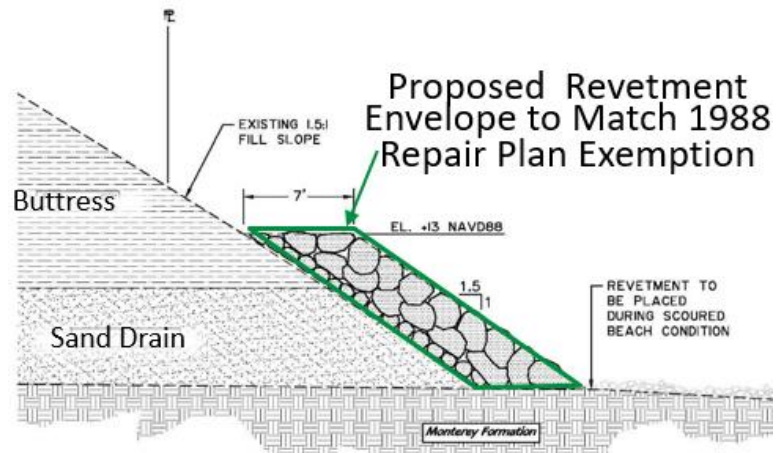 PL
Proposed Revetment
Envelope to Match 1988
Repair Plan Exemption
EXISTING 1.5:1
FILL SLOPE
7'
Buttress
EL. +13 NAVD88
1.5
1
REVETMENT TO
BE PLACED
DURING SCOURED
BEACH CONDITION
Sand Drain
Monterey Formation